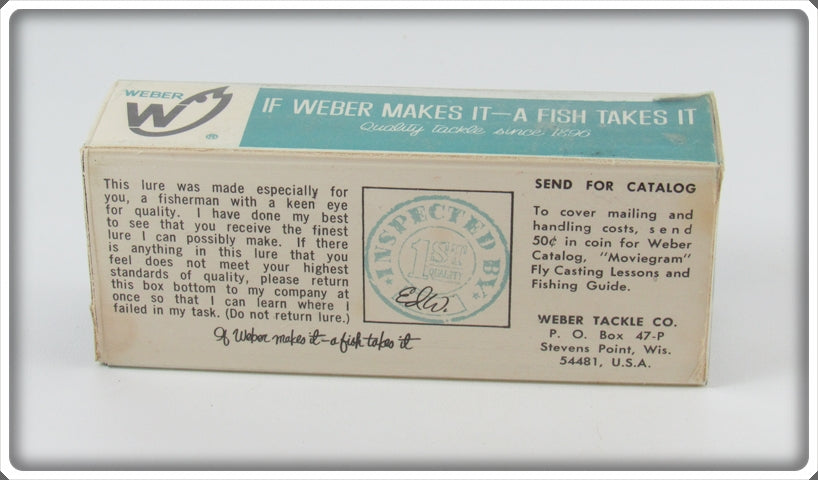 WEBER
W
®
IF WEBER MAKES IT—A FISH TAKES IT
Quality tackle since 1896
This lure was made especially for
you, a fisherman with a keen eye
for quality. I have done my best
to see that you receive the finest
lure I can possibly make. If there
is anything in this lure that you
feel does not meet your highest
standards of quality, please return
this box bottom to my company at
once so that I can learn where I
failed in my task. (Do not return lure.)
If Weber makes it—a fish takes it
INSPECTED BY
1ST
QUALITY
Ed W.
SEND FOR CATALOG
To cover mailing and
handling costs, send
50¢ in coin for Weber
Catalog, "Moviegram"
Fly Casting Lessons and
Fishing Guide.
WEBER TACKLE CO.
P. O. Box 47-P
Stevens Point, Wis.
54481, U.S.A.